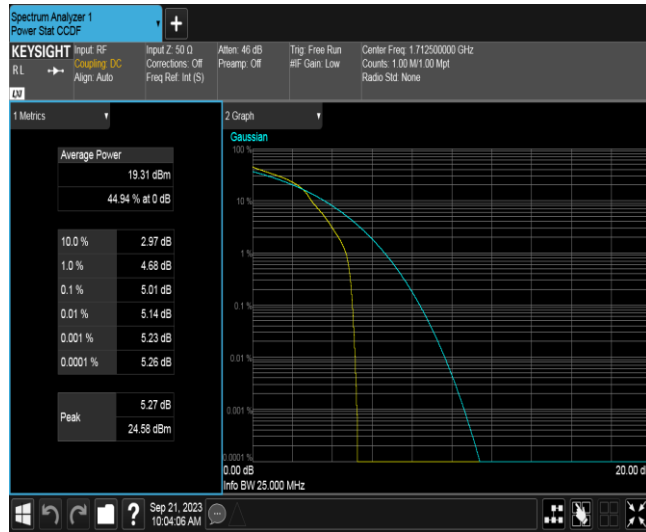 Spectrum Analyzer 1
Power Stat CCDF
+
KEYSIGHT
RL
LXI
Input: RF
Coupling: DC
Align: Auto
Input Z: 50 Ω
Corrections: Off
Freq Ref: Int (S)
Atten: 46 dB
Preamp: Off
Trig: Free Run
#IF Gain: Low
Center Freq: 1.712500000 GHz
Counts: 1.00 M/1.00 Mpt
Radio Std: None
1 Metrics
Average Power
19.31 dBm
44.94 % at 0 dB
10.0 % 2.97 dB
1.0 % 4.68 dB
0.1 % 5.01 dB
0.01 % 5.14 dB
0.001 % 5.23 dB
0.0001 % 5.26 dB
Peak
5.27 dB
24.58 dBm
2 Graph
Gaussian
100 %
10 %
1 %
0.1 %
0.01 %
0.001 %
0.0001 %
0.00 dB
20.00 d
Info BW 25.000 MHz
?
Sep 21, 2023
10:04:06 AM